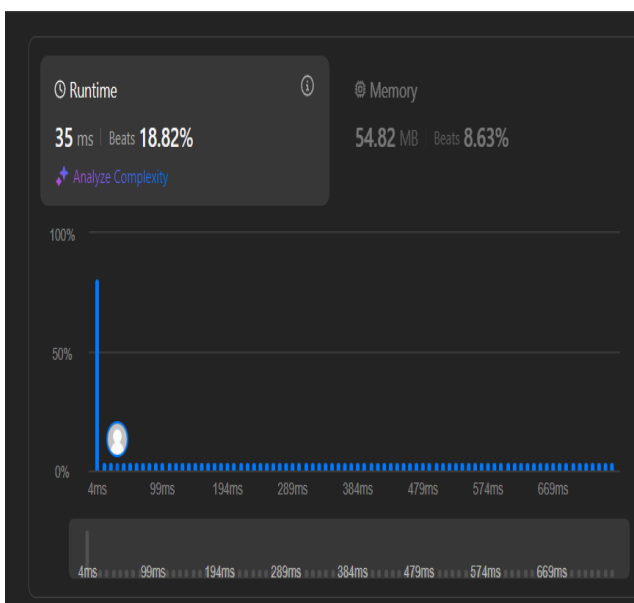 Runtime
Memory
35 ms | Beats 18.82%
54.82 MB | Beats 8.63%
Analyze Complexity
100%
50%
0%
4ms 99ms 194ms 289ms 384ms 479ms 574ms 669ms
4ms 99ms 194ms 289ms 384ms 479ms 574ms 669ms